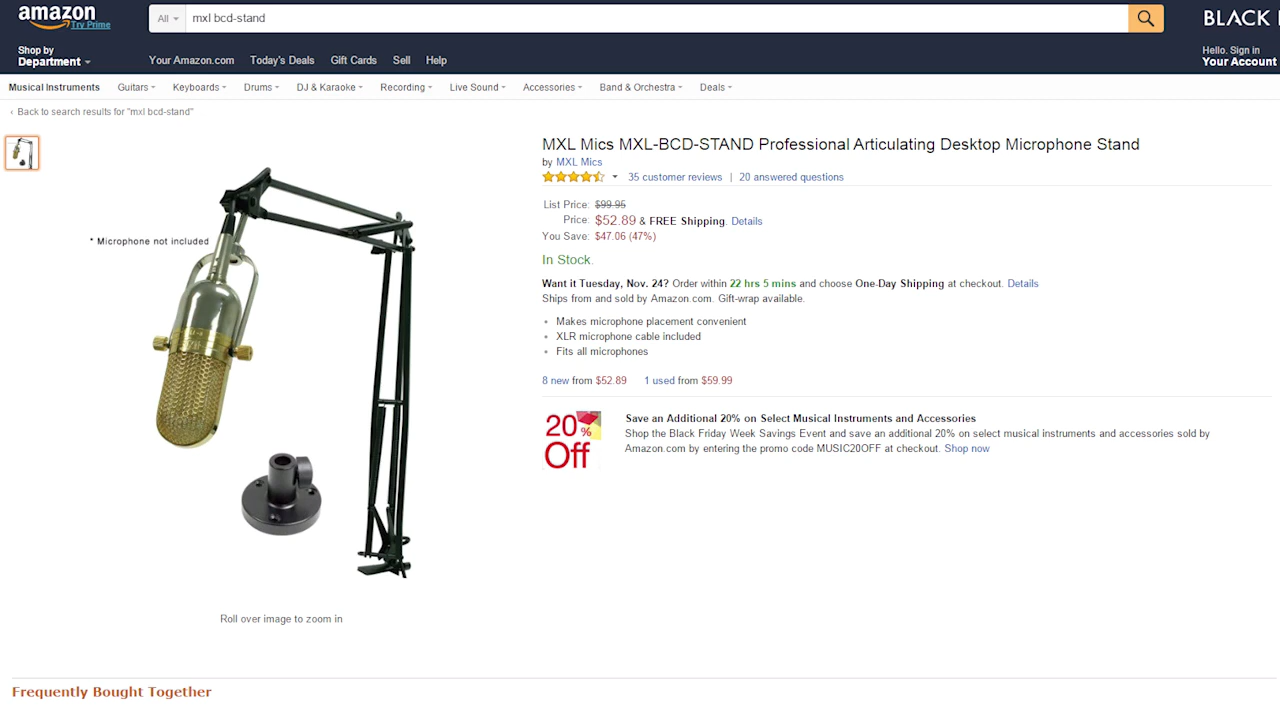 amazon
Try Prime
All
mxl bcd-stand
BLACK
Shop by
Department
Your Amazon.com
Today's Deals
Gift Cards
Sell
Help
Hello. Sign in
Your Account
Musical Instruments
Guitars
Keyboards
Drums
DJ & Karaoke
Recording
Live Sound
Accessories
Band & Orchestra
Deals
‹ Back to search results for "mxl bcd-stand"
* Microphone not included
Roll over image to zoom in
MXL Mics MXL-BCD-STAND Professional Articulating Desktop Microphone Stand
by MXL Mics
35 customer reviews | 20 answered questions
List Price: $99.95
Price: $52.89 & FREE Shipping. Details
You Save: $47.06 (47%)
In Stock.
Want it Tuesday, Nov. 24? Order within 22 hrs 5 mins and choose One-Day Shipping at checkout. Details
Ships from and sold by Amazon.com. Gift-wrap available.
• Makes microphone placement convenient
• XLR microphone cable included
• Fits all microphones
8 new from $52.89 1 used from $59.99
20%
Off
Save an Additional 20% on Select Musical Instruments and Accessories
Shop the Black Friday Week Savings Event and save an additional 20% on select musical instruments and accessories sold by
Amazon.com by entering the promo code MUSIC20OFF at checkout. Shop now
Frequently Bought Together